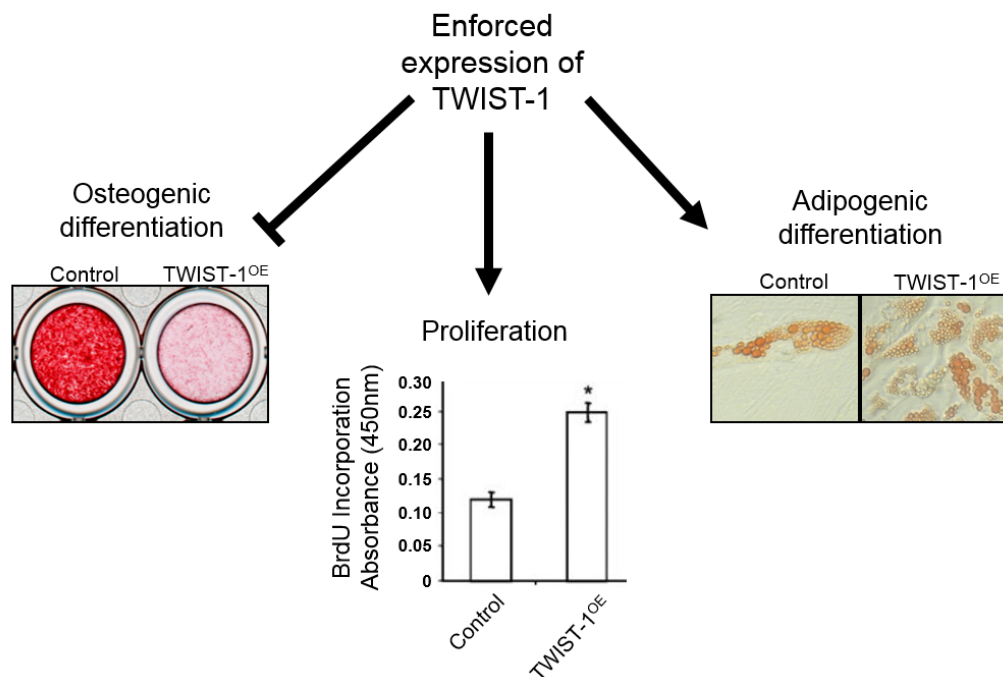 Enforced
expression of
TWIST-1
Osteogenic
differentiation
Control TWIST-1OE
Proliferation
BrdU Incorporation
Absorbance (450nm)
0.30
0.25
0.20
0.15
0.10
0.05
0
*
Control
TWIST-1OE
Adipogenic
differentiation
Control TWIST-1OE